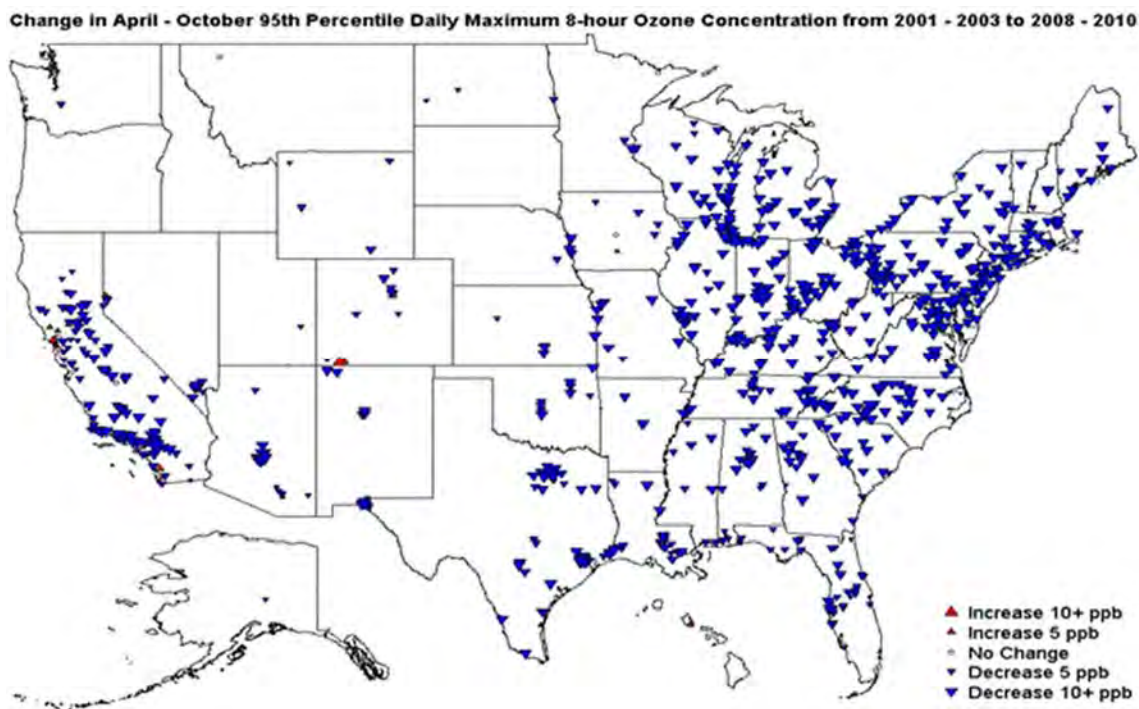 Change in April - October 95th Percentile Daily Maximum 8-hour Ozone Concentration from 2001 - 2003 to 2008 - 2010
Increase 10+ ppb
Increase 5 ppb
No Change
Decrease 5 ppb
Decrease 10+ ppb